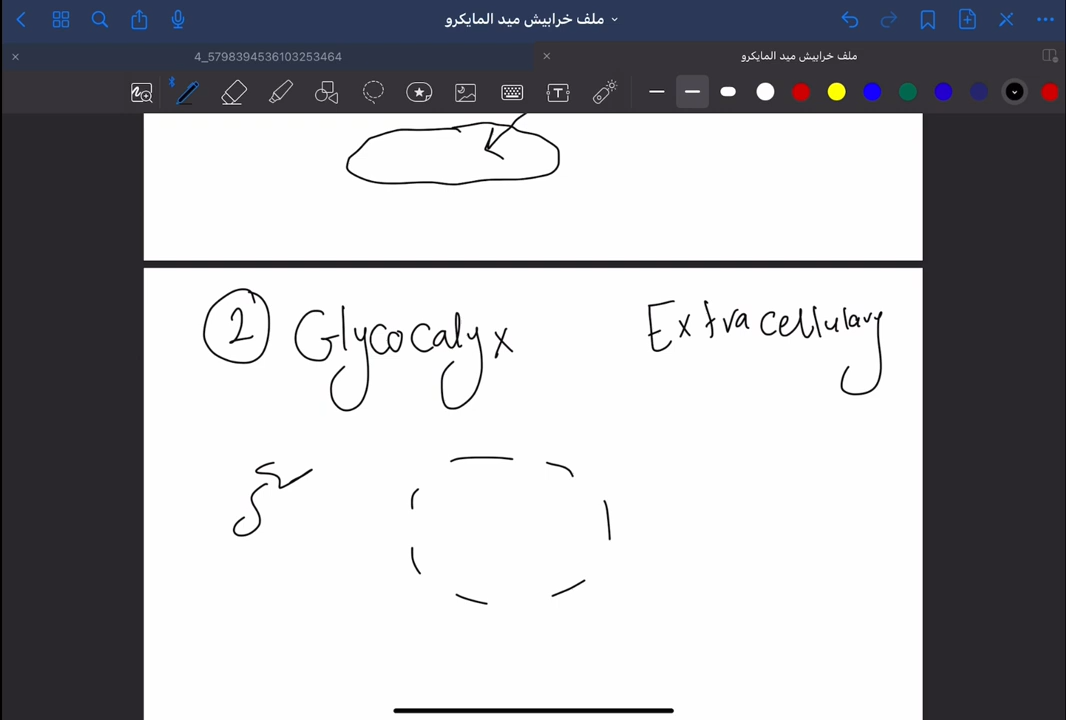 ملف خرابيش ميد المايكرو
4_5798394536103253464
ملف خرابيش ميد المايكرو
2 Glycocalyx
Extracellulary